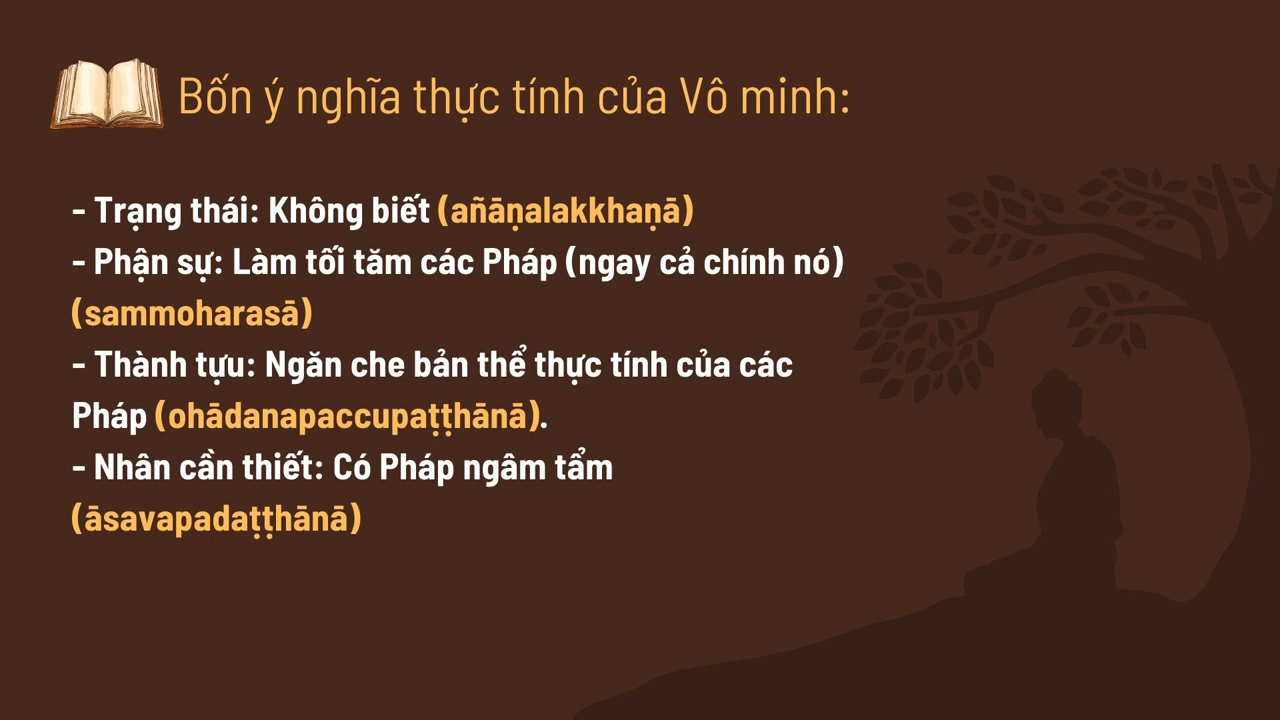 Bốn ý nghĩa thực tính của Vô minh:
- Trạng thái: Không biết (añāṇalakkhaṇā)
- Phận sự: Làm tối tăm các Pháp (ngay cả chính nó)
(sammoharasā)
- Thành tựu: Ngăn che bản thể thực tính của các
Pháp (ohādanapaccupaṭṭhānā).
- Nhân cần thiết: Có Pháp ngâm tẩm
(āsavapadaṭṭhānā)